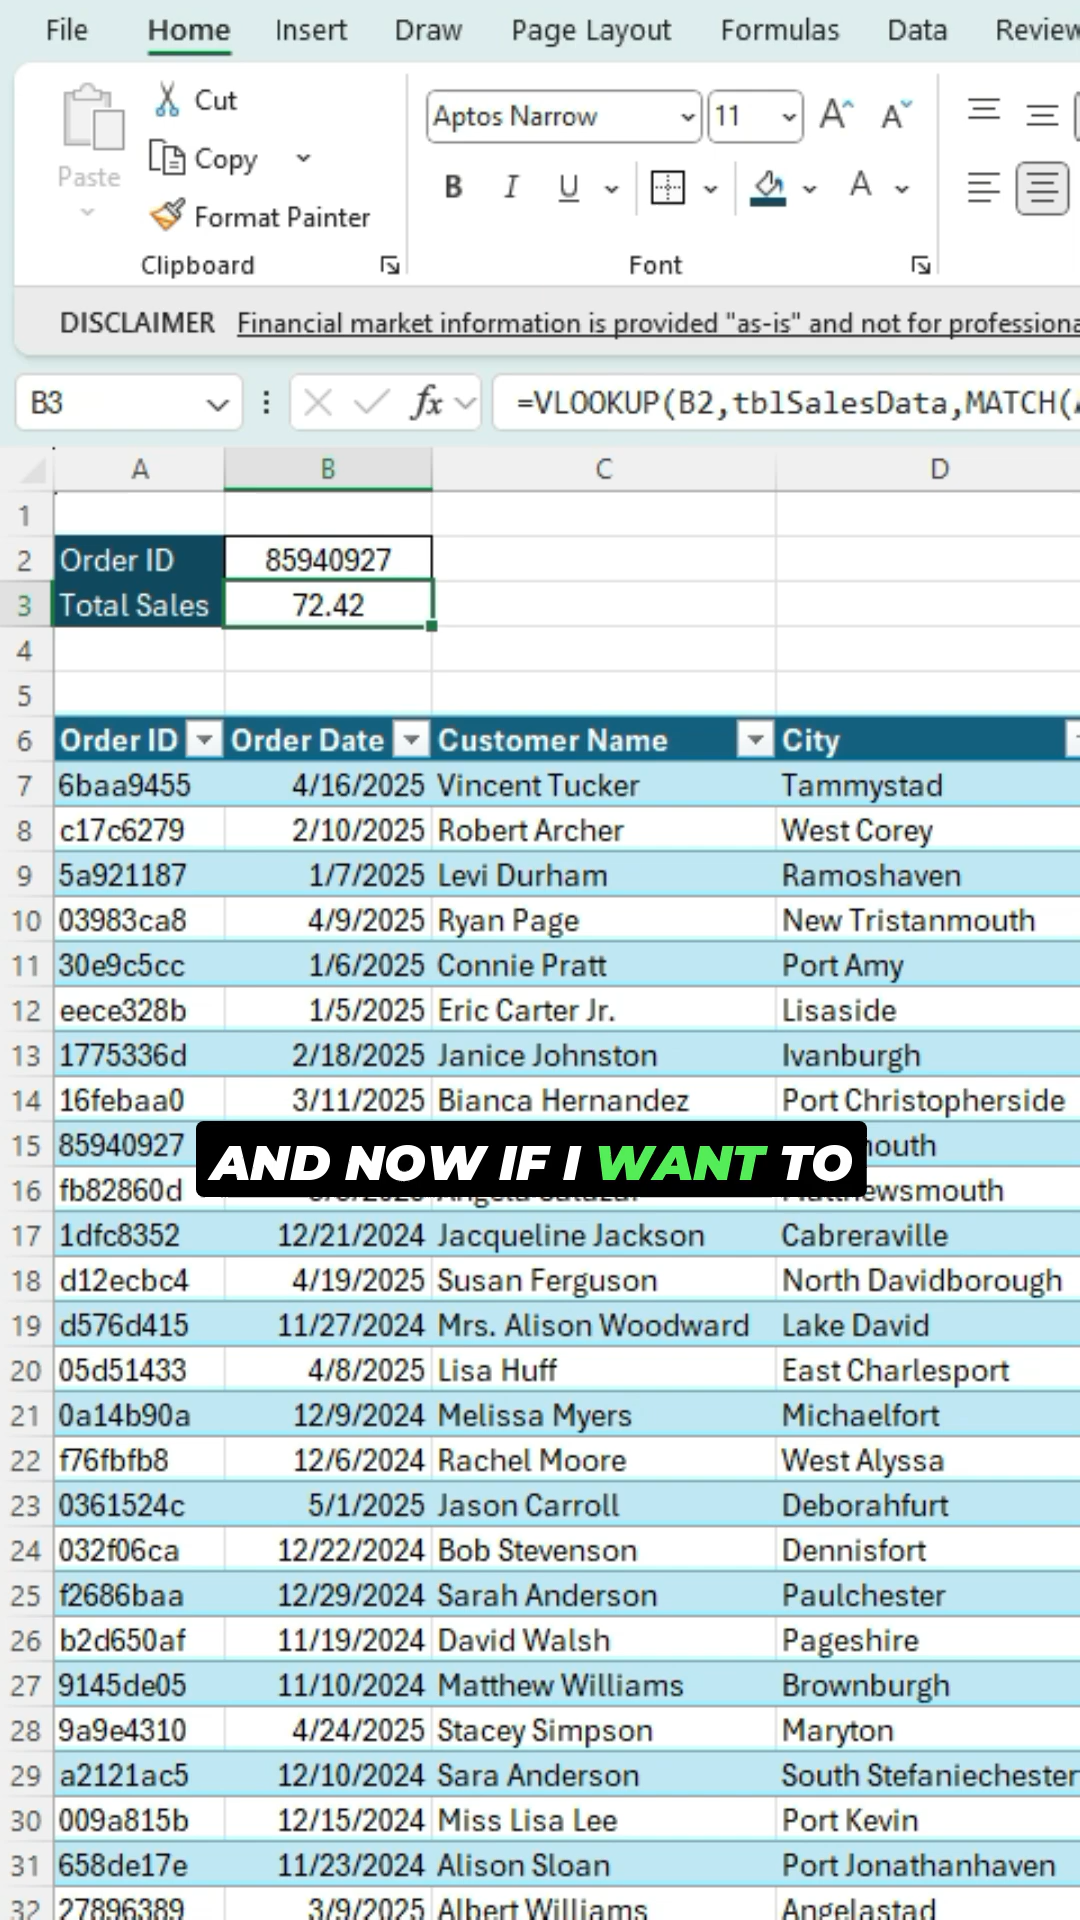 File Home Insert Draw Page Layout Formulas Data Review
Cut
Paste
Copy
Format Painter
Clipboard
Aptos Narrow 11 A A
B I U A
Font
DISCLAIMER Financial market information is provided "as-is" and not for professiona
B3 fx =VLOOKUP(B2,tblSalesData,MATCH(
A B C D
1
2 Order ID 85940927
3 Total Sales 72.42
4
5
6 Order ID Order Date Customer Name City
7 6baa9455 4/16/2025 Vincent Tucker Tammystad
8 c17c6279 2/10/2025 Robert Archer West Corey
9 5a921187 1/7/2025 Levi Durham Ramoshaven
10 03983ca8 4/9/2025 Ryan Page New Tristanmouth
11 30e9c5cc 1/6/2025 Connie Pratt Port Amy
12 eece328b 1/5/2025 Eric Carter Jr. Lisaside
13 1775336d 2/18/2025 Janice Johnston Ivanburgh
14 16febaa0 3/11/2025 Bianca Hernandez Port Christopherside
15 85940927
AND NOW IF I WANT TO
16 fb82860d
17 1dfc8352 12/21/2024 Jacqueline Jackson Cabreraville
18 d12ecbc4 4/19/2025 Susan Ferguson North Davidborough
19 d576d415 11/27/2024 Mrs. Alison Woodward Lake David
20 05d51433 4/8/2025 Lisa Huff East Charlesport
21 0a14b90a 12/9/2024 Melissa Myers Michaelfort
22 f76fbfb8 12/6/2024 Rachel Moore West Alyssa
23 0361524c 5/1/2025 Jason Carroll Deborahfurt
24 032f06ca 12/22/2024 Bob Stevenson Dennisfort
25 f2686baa 12/29/2024 Sarah Anderson Paulchester
26 b2d650af 11/19/2024 David Walsh Pageshire
27 9145de05 11/10/2024 Matthew Williams Brownburgh
28 9a9e4310 4/24/2025 Stacey Simpson Maryton
29 a2121ac5 12/10/2024 Sara Anderson South Stefaniechester
30 009a815b 12/15/2024 Miss Lisa Lee Port Kevin
31 658de17e 11/23/2024 Alison Sloan Port Jonathanhaven
32 27896389 3/9/2025 Albert Williams Angelastad